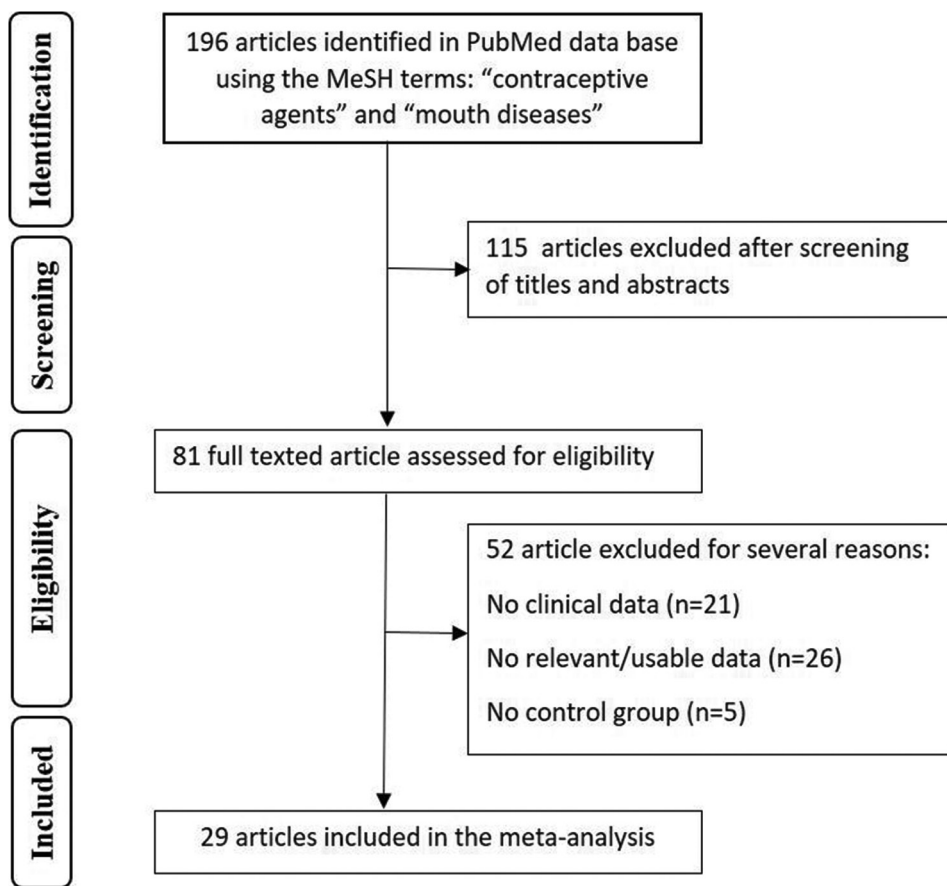 Identification
196 articles identified in PubMed data base
using the MeSH terms: “contraceptive
agents” and “mouth diseases”
Screening
115 articles excluded after screening
of titles and abstracts
Eligibility
81 full texted article assessed for eligibility
52 article excluded for several reasons:
No clinical data (n=21)
No relevant/usable data (n=26)
No control group (n=5)
Included
29 articles included in the meta-analysis